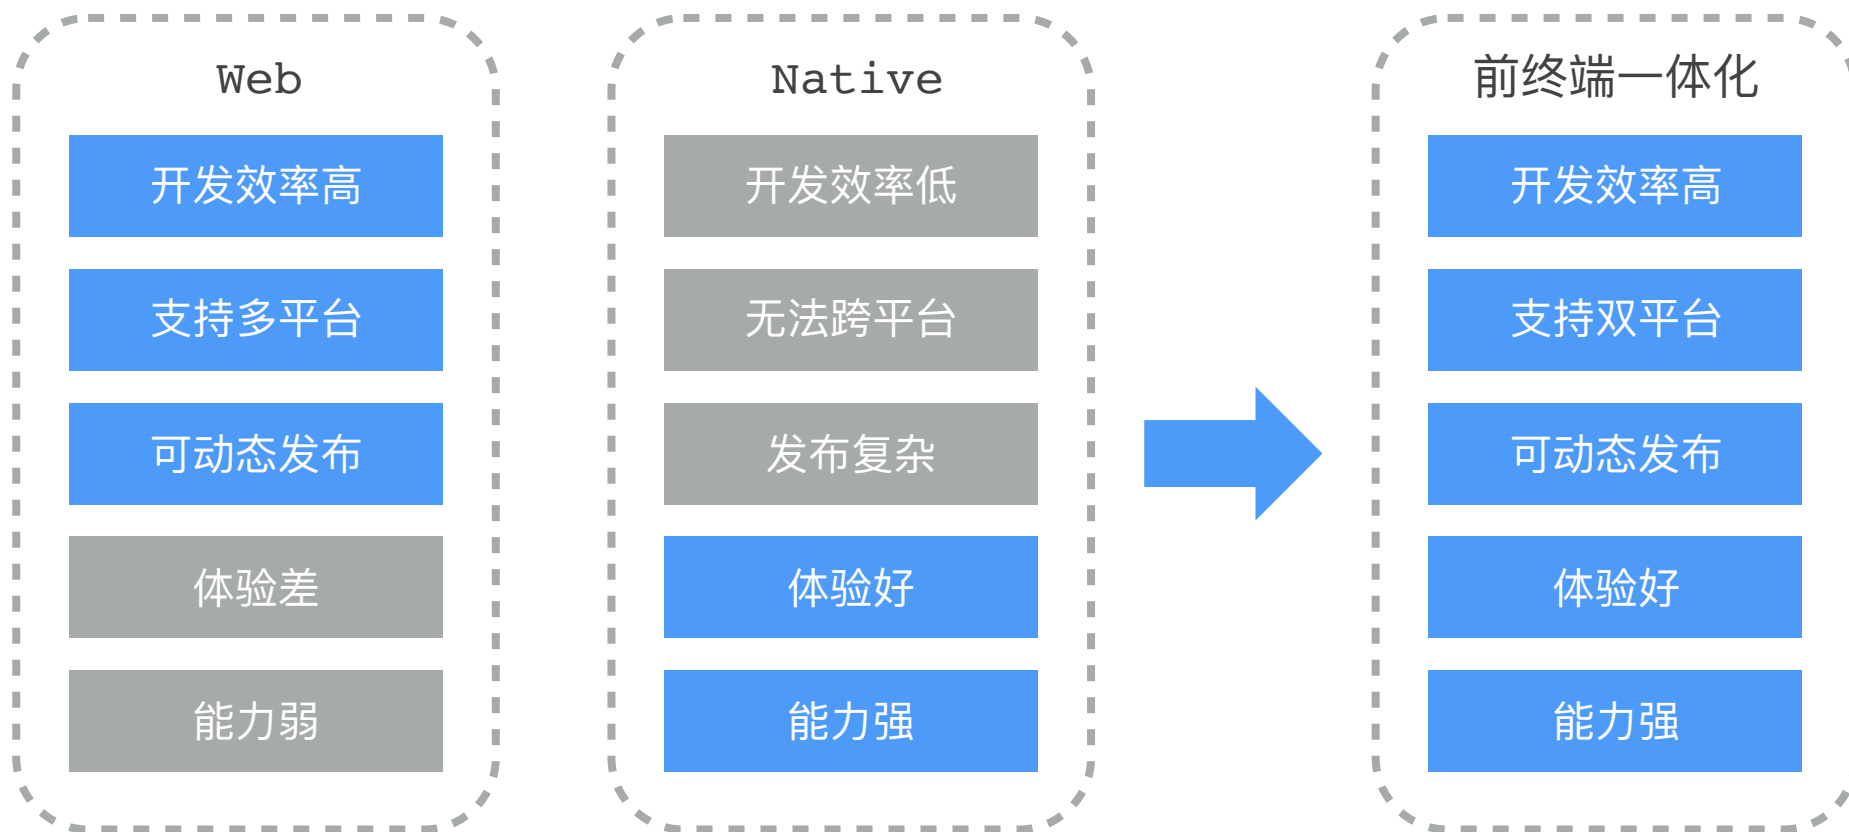 Web
开发效率高
支持多平台
可动态发布
体验差
能力弱
Native
开发效率低
无法跨平台
发布复杂
体验好
能力强
前终端一体化
开发效率高
支持双平台
可动态发布
体验好
能力强